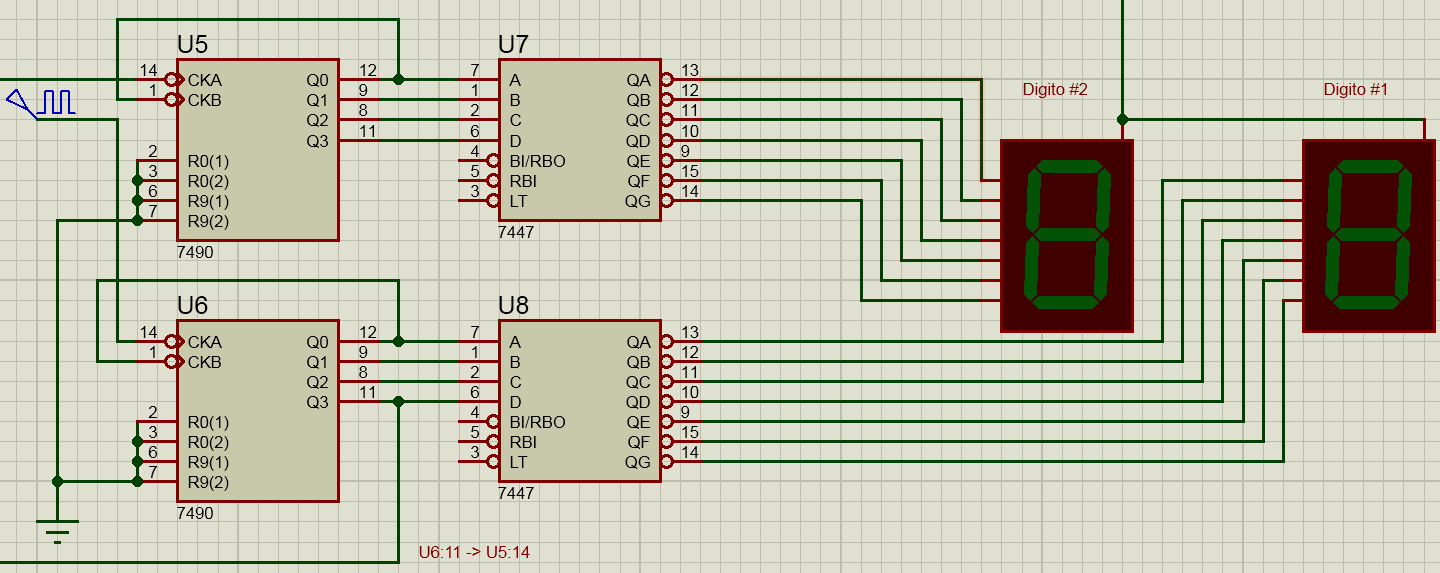 U5
14 CKA Q0 12
1 CKB Q1 9
Q2 8
Q3 11
2 R0(1)
3 R0(2)
6 R9(1)
7 R9(2)
7490
U7
7 A QA 13
1 B QB 12
2 C QC 11
6 D QD 10
4 BI/RBO QE 9
5 RBI QF 15
3 LT QG 14
7447
Digito #2
Digito #1
U6
14 CKA Q0 12
1 CKB Q1 9
Q2 8
Q3 11
2 R0(1)
3 R0(2)
6 R9(1)
7 R9(2)
7490
U8
7 A QA 13
1 B QB 12
2 C QC 11
6 D QD 10
4 BI/RBO QE 9
5 RBI QF 15
3 LT QG 14
7447
U6:11 -> U5:14